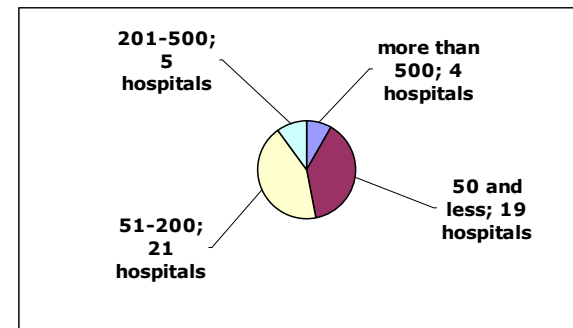 201-500;
5
hospitals
more than
500; 4
hospitals
50 and
less; 19
hospitals
51-200;
21
hospitals